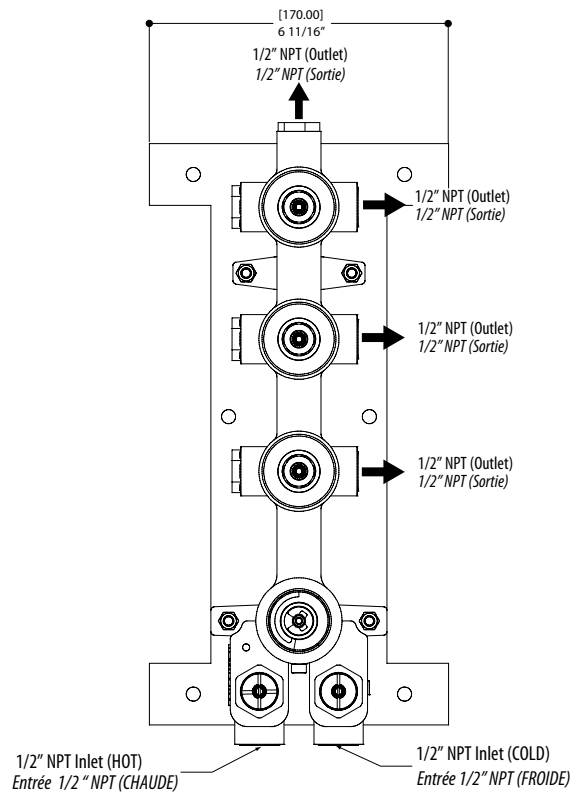 [170.00]
6 11/16"
1/2" NPT (Outlet)
1/2" NPT (Sortie)
1/2" NPT (Outlet)
1/2" NPT (Sortie)
1/2" NPT (Outlet)
1/2" NPT (Sortie)
1/2" NPT (Outlet)
1/2" NPT (Sortie)
1/2" NPT Inlet (HOT)
Entrée 1/2 " NPT (CHAUDE)
1/2" NPT Inlet (COLD)
Entrée 1/2" NPT (FROIDE)